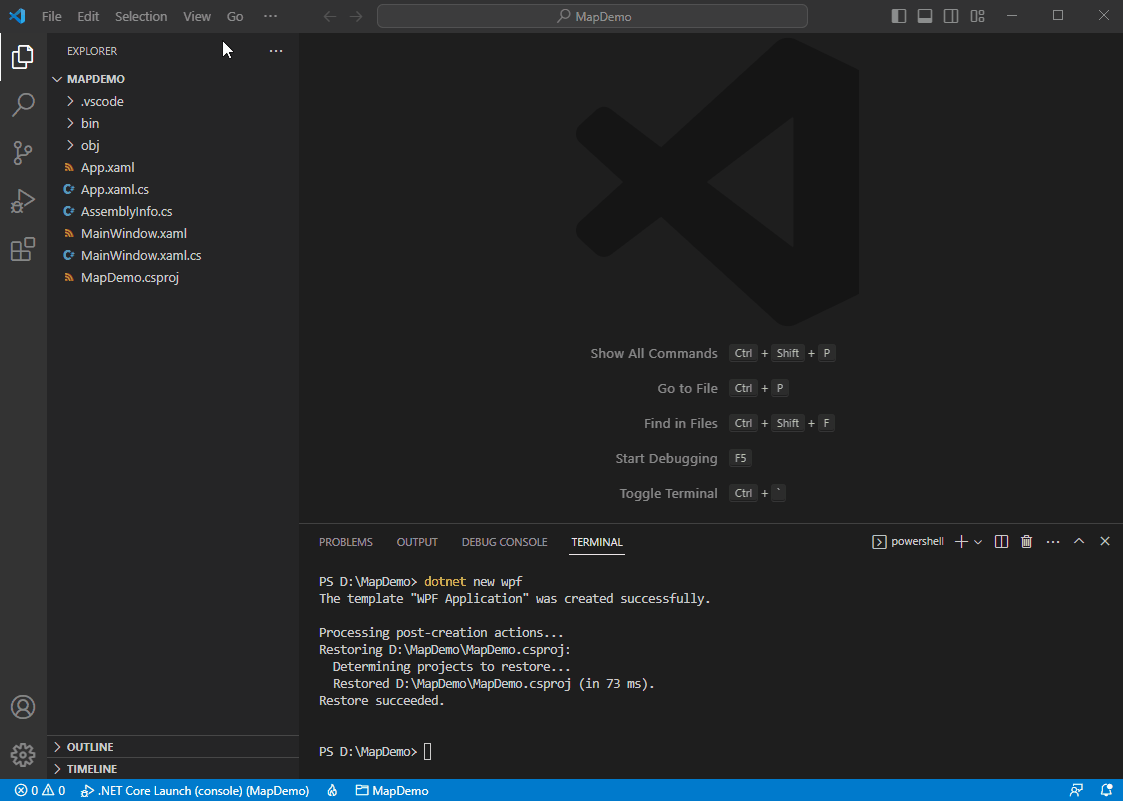 File Edit Selection View Go ··· MapDemo
EXPLORER ···
MAPDEMO
.vscode
bin
obj
App.xaml
C# App.xaml.cs
C# AssemblyInfo.cs
MainWindow.xaml
C# MainWindow.xaml.cs
MapDemo.csproj
OUTLINE
TIMELINE
Show All Commands Ctrl + Shift + P
Go to File Ctrl + P
Find in Files Ctrl + Shift + F
Start Debugging F5
Toggle Terminal Ctrl + `
PROBLEMS OUTPUT DEBUG CONSOLE TERMINAL powershell ···
PS D:\MapDemo> dotnet new wpf
The template "WPF Application" was created successfully.
Processing post-creation actions...
Restoring D:\MapDemo\MapDemo.csproj:
Determining projects to restore...
Restored D:\MapDemo\MapDemo.csproj (in 73 ms).
Restore succeeded.
PS D:\MapDemo>
0 0 .NET Core Launch (console) (MapDemo) MapDemo